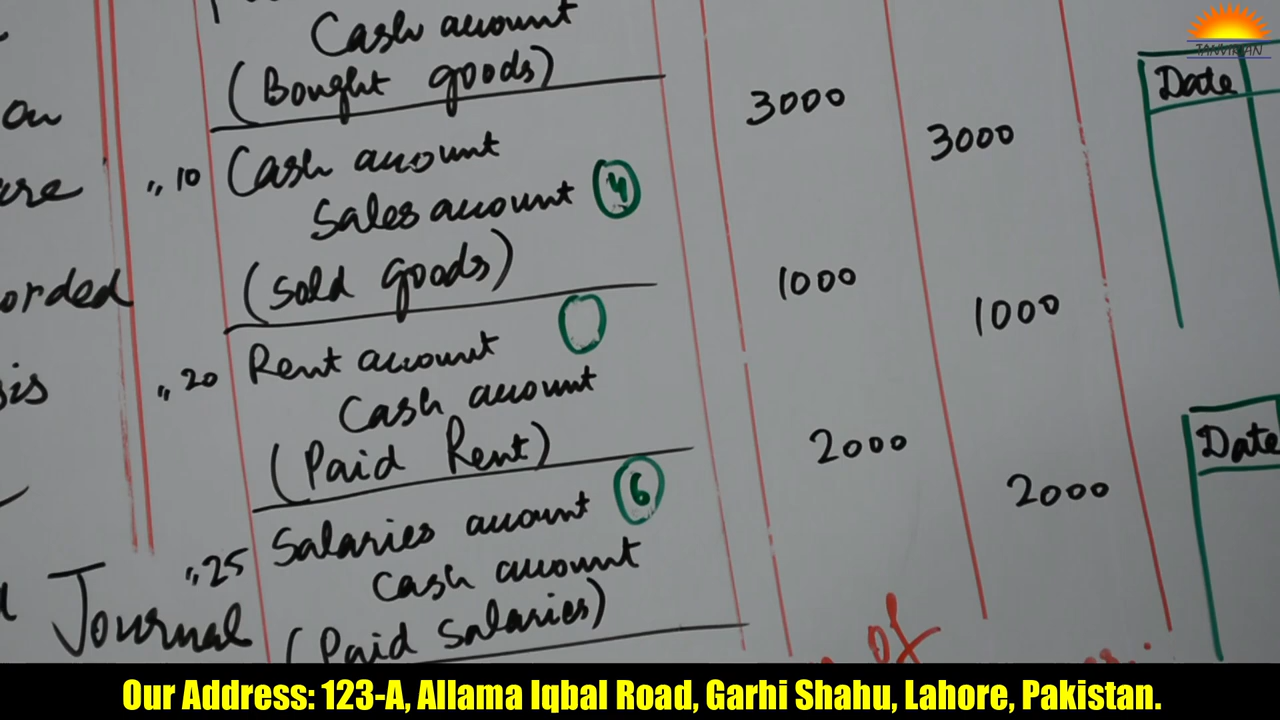 Cash account
(Bought goods)
3000
3000
"10 Cash account
Sales account 4
(Sold goods)
1000
1000
"20 Rent account
Cash account
(Paid Rent)
2000
2000
"25 Salaries account 6
Cash account
(Paid Salaries)
on
orded
Journal
of
Date
Date
TANVIRIAN
Our Address: 123-A, Allama Iqbal Road, Garhi Shahu, Lahore, Pakistan.